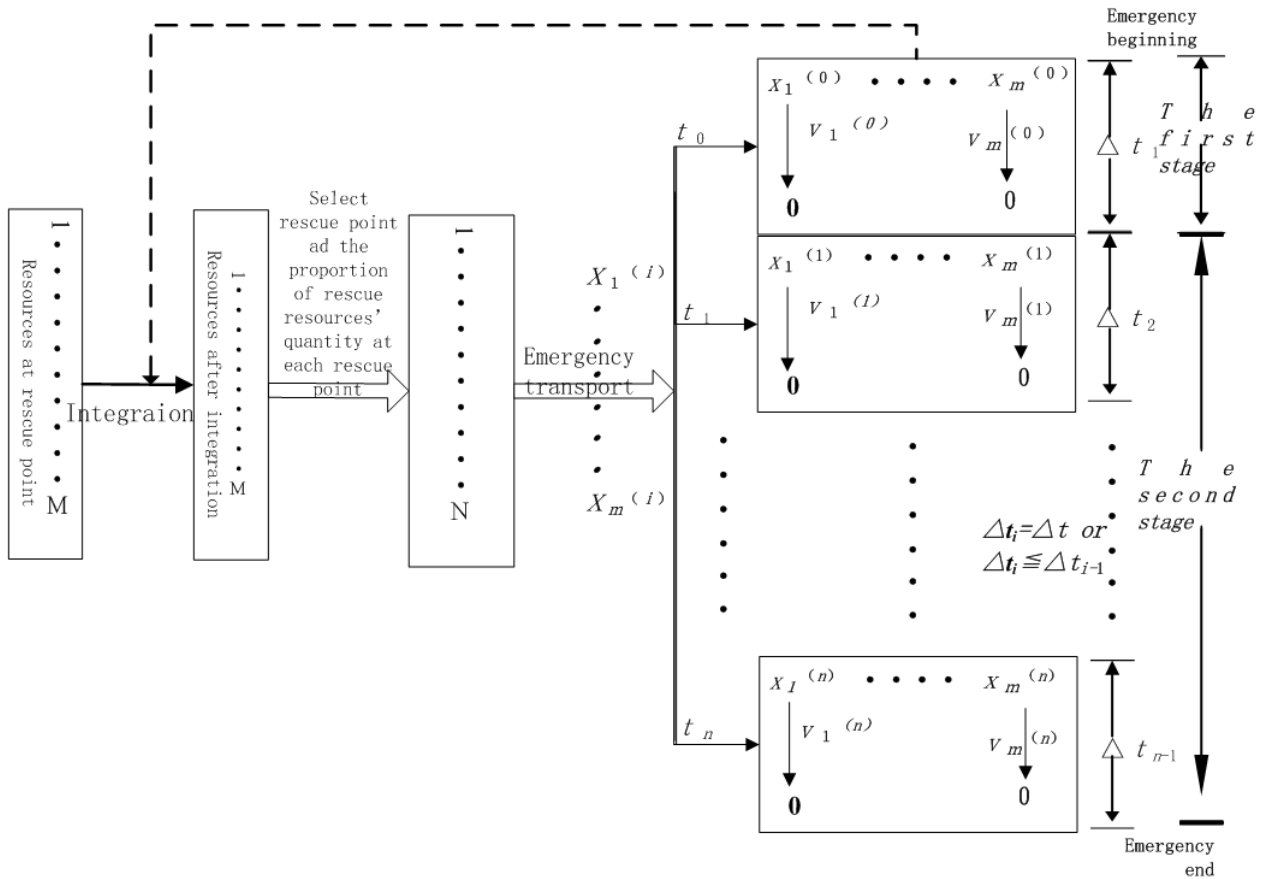 Emergency
beginning
X₁⁽⁰⁾ • • • • Xₘ⁽⁰⁾
V₁⁽⁰⁾
Vₘ⁽⁰⁾
0
0
t₀
△ t₁
The
first
stage
1
Resources at rescue point
M
Integraion
1
Resources after integration
M
Select
rescue point
ad the
proportion
of rescue
resources'
quantity at
each rescue
point
1
N
Emergency
transport
X₁⁽ⁱ⁾
Xₘ⁽ⁱ⁾
X₁⁽¹⁾ • • • • Xₘ⁽¹⁾
V₁⁽¹⁾
Vₘ⁽¹⁾
0
0
t₁
△ t₂
The
second
stage
△tᵢ=△t or
△tᵢ≦△tᵢ₋₁
X₁⁽ⁿ⁾ • • • • Xₘ⁽ⁿ⁾
V₁⁽ⁿ⁾
Vₘ⁽ⁿ⁾
0
0
tₙ
△ tₙ₋₁
Emergency
end